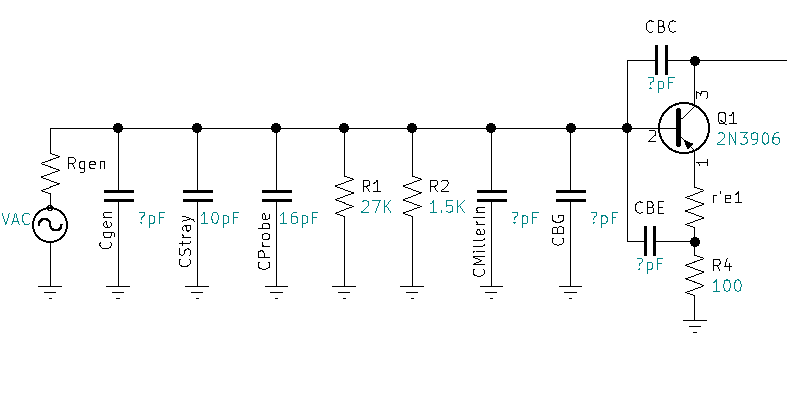 CBC
?pF
3
Q1
2N3906
2
1
Rgen
VAC
Cgen
?pF
CStray
10pF
CProbe
16pF
R1
27K
R2
1.5K
CMillerIn
?pF
CBG
?pF
CBE
?pF
r'e1
R4
100